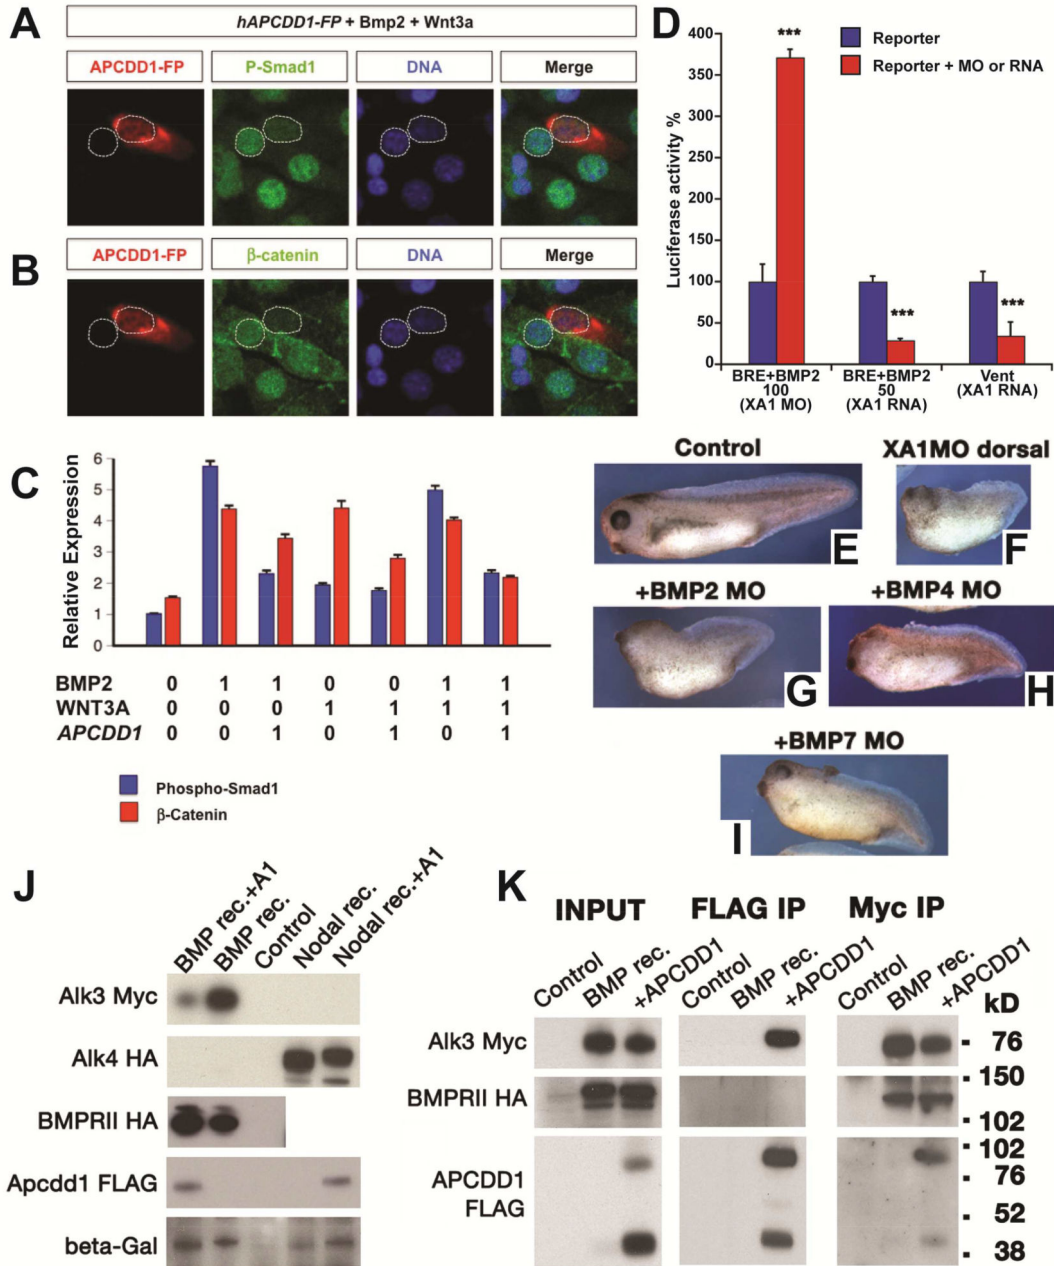 A
hAPCDD1-FP + Bmp2 + Wnt3a
APCDD1-FP P-Smad1 DNA Merge
B
APCDD1-FP β-catenin DNA Merge
D
Reporter
Reporter + MO or RNA
Luciferase activity %
400
350
300
250
200
150
100
50
0
***
***
***
BRE+BMP2
100
(XA1 MO)
BRE+BMP2
50
(XA1 RNA)
Vent
(XA1 RNA)
C
Relative Expression
6
5
4
3
2
1
0
BMP2 0 1 1 0 0 1 1
WNT3A 0 0 0 1 1 1 1
APCDD1 0 0 1 0 1 0 1
Phospho-Smad1
β-Catenin
Control
E
XA1MO dorsal
F
+BMP2 MO
G
+BMP4 MO
H
+BMP7 MO
I
J
BMP rec.+A1
BMP rec.
Control
Nodal rec.
Nodal rec.+A1
Alk3 Myc
Alk4 HA
BMPRII HA
Apcdd1 FLAG
beta-Gal
K
INPUT FLAG IP Myc IP
Control
BMP rec.
+APCDD1
Control
BMP rec.
+APCDD1
Control
BMP rec.
+APCDD1
kD
Alk3 Myc
BMPRII HA
APCDD1
FLAG
- 76
- 150
- 102
- 102
- 76
- 52
- 38